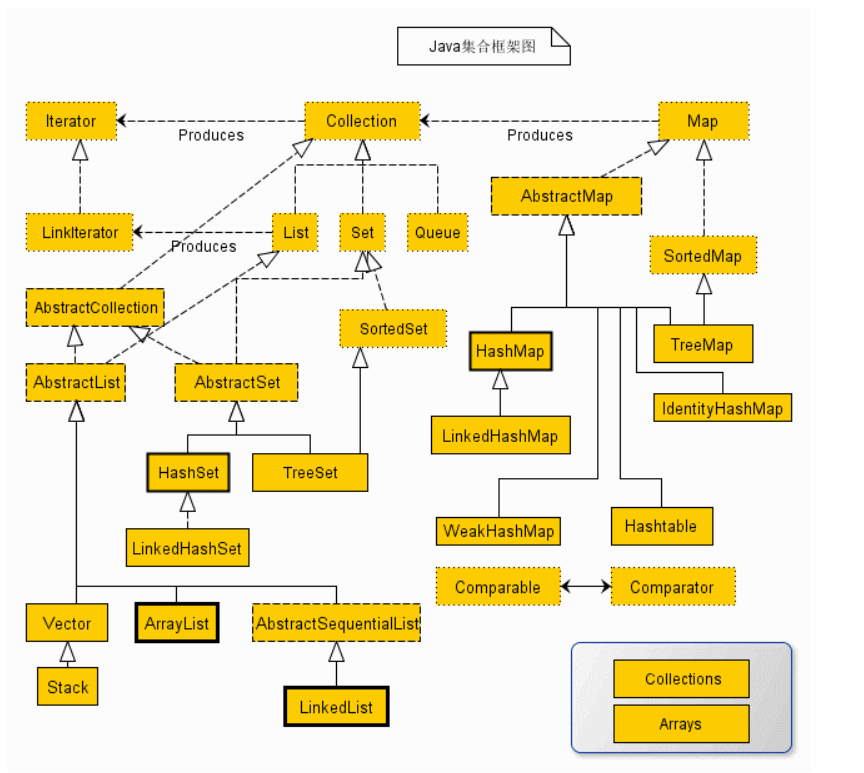 Java集合框架图
Iterator
Produces
Collection
Produces
Map
AbstractMap
LinkIterator
Produces
List
Set
Queue
SortedMap
AbstractCollection
SortedSet
HashMap
TreeMap
AbstractList
AbstractSet
IdentityHashMap
LinkedHashMap
HashSet
TreeSet
WeakHashMap
Hashtable
LinkedHashSet
Comparable
Comparator
Vector
ArrayList
AbstractSequentialList
Stack
LinkedList
Collections
Arrays